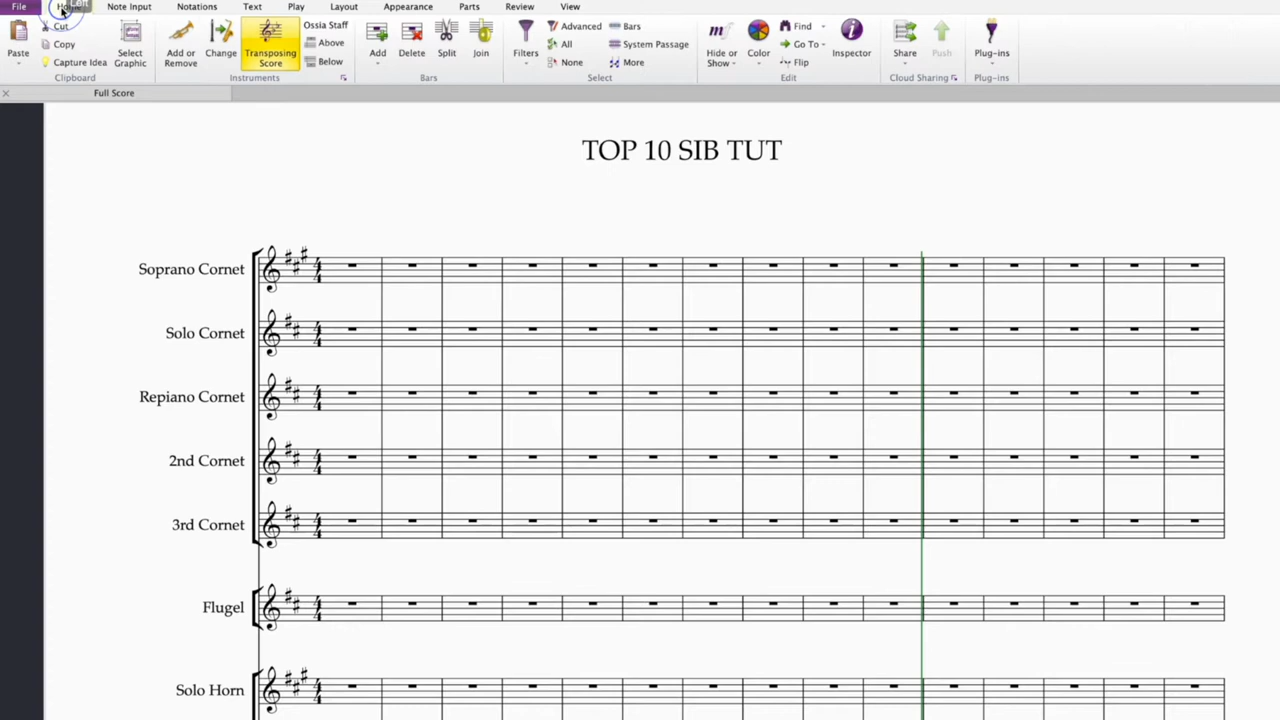 File Home Note Input Notations Text Play Layout Appearance Parts Review View
Left
Cut
Copy
Capture Idea
Paste
Select Graphic
Clipboard
Add or Remove
Change
Transposing Score
Ossia Staff
Above
Below
Instruments
Add
Delete
Split
Join
Bars
Filters
Advanced
All
None
Bars
System Passage
More
Select
Hide or Show
Color
Find
Go To
Flip
Inspector
Edit
Share
Push
Cloud Sharing
Plug-ins
Plug-ins
Full Score
TOP 10 SIB TUT
Soprano Cornet
Solo Cornet
Repiano Cornet
2nd Cornet
3rd Cornet
Flugel
Solo Horn